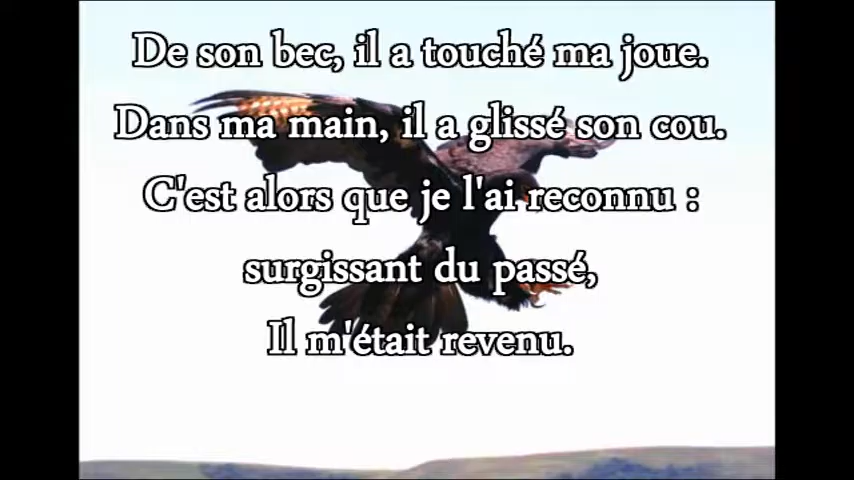 De son bec, il a touché ma joue.
Dans ma main, il a glissé son cou.
C'est alors que je l'ai reconnu :
surgissant du passé,
Il m'était revenu.